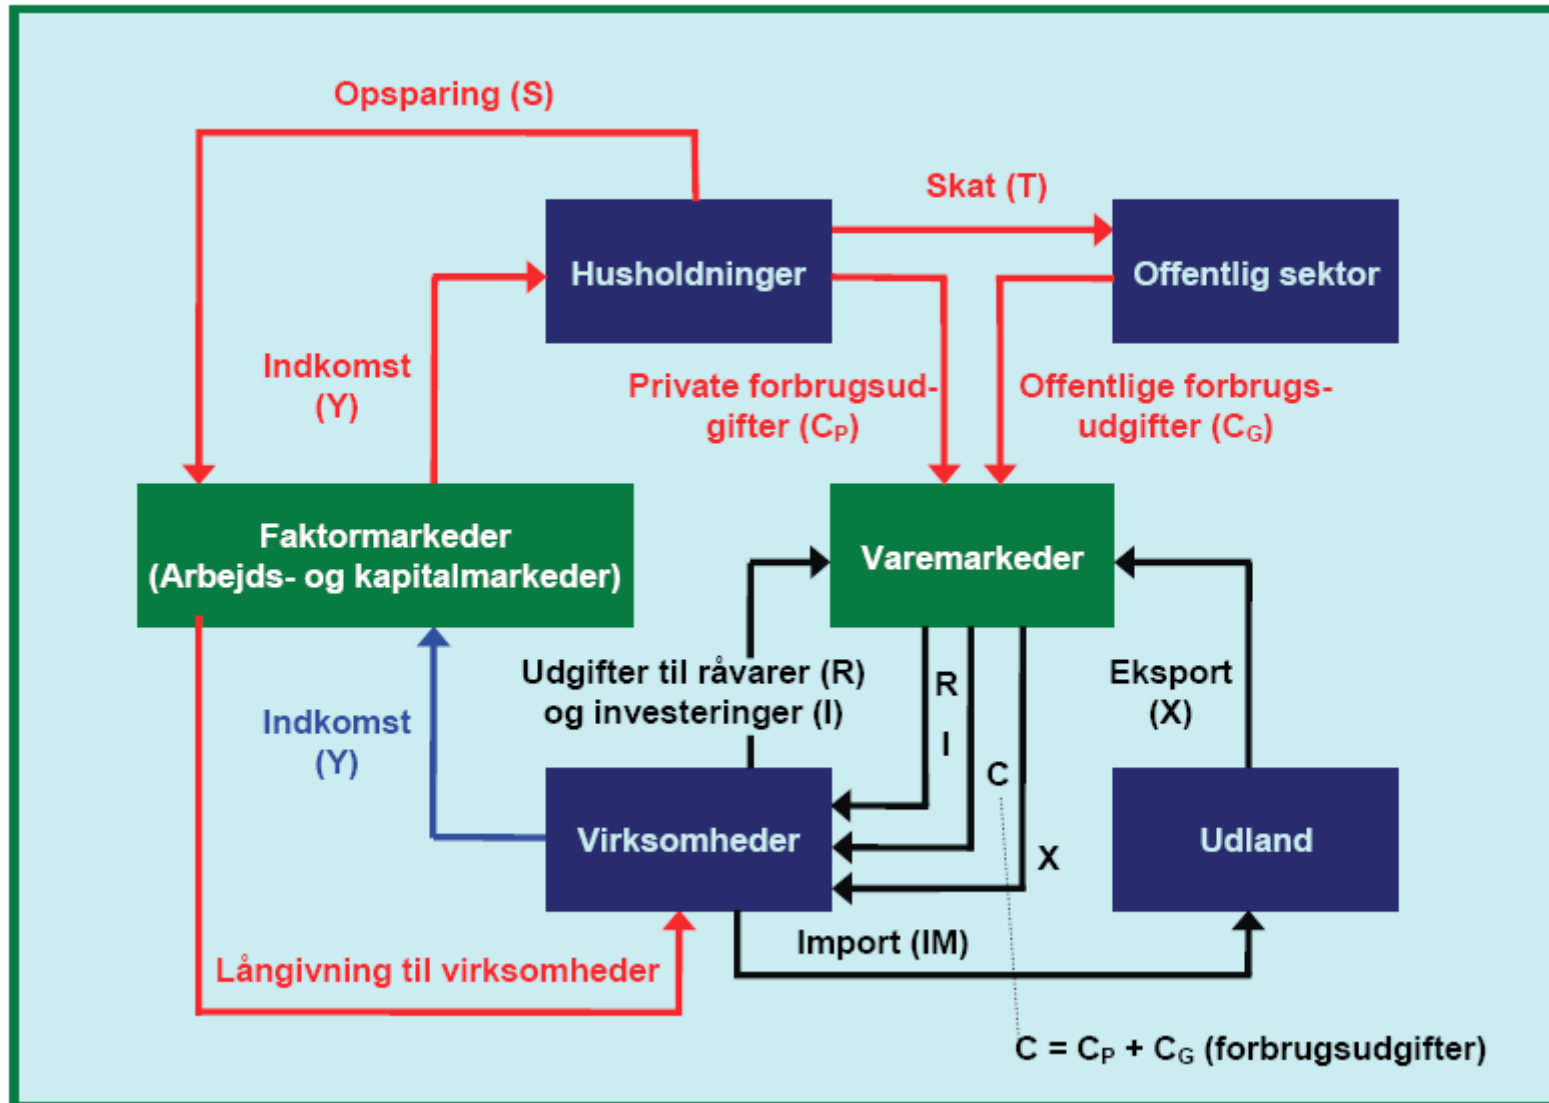 Opsparing (S)
Skat (T)
Husholdninger
Offentlig sektor
Indkomst
(Y)
Private forbrugsud-
gifter (CP)
Offentlige forbrugs-
udgifter (CG)
Faktormarkeder
(Arbejds- og kapitalmarkeder)
Varemarkeder
Udgifter til råvarer (R)
og investeringer (I)
R
I
C
X
Eksport
(X)
Indkomst
(Y)
Virksomheder
Udland
Import (IM)
Långivning til virksomheder
C = CP + CG (forbrugsudgifter)